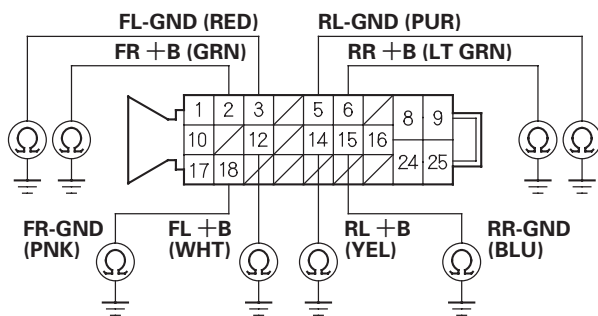 FL-GND (RED) RL-GND (PUR)
FR +B (GRN) RR +B (LT GRN)
1 2 3 5 6 8 9
10 12 14 15 16
17 18 24 25
Ω Ω Ω Ω
FR-GND (PNK)
FL +B (WHT)
RL +B (YEL)
RR-GND (BLU)
Ω Ω Ω Ω